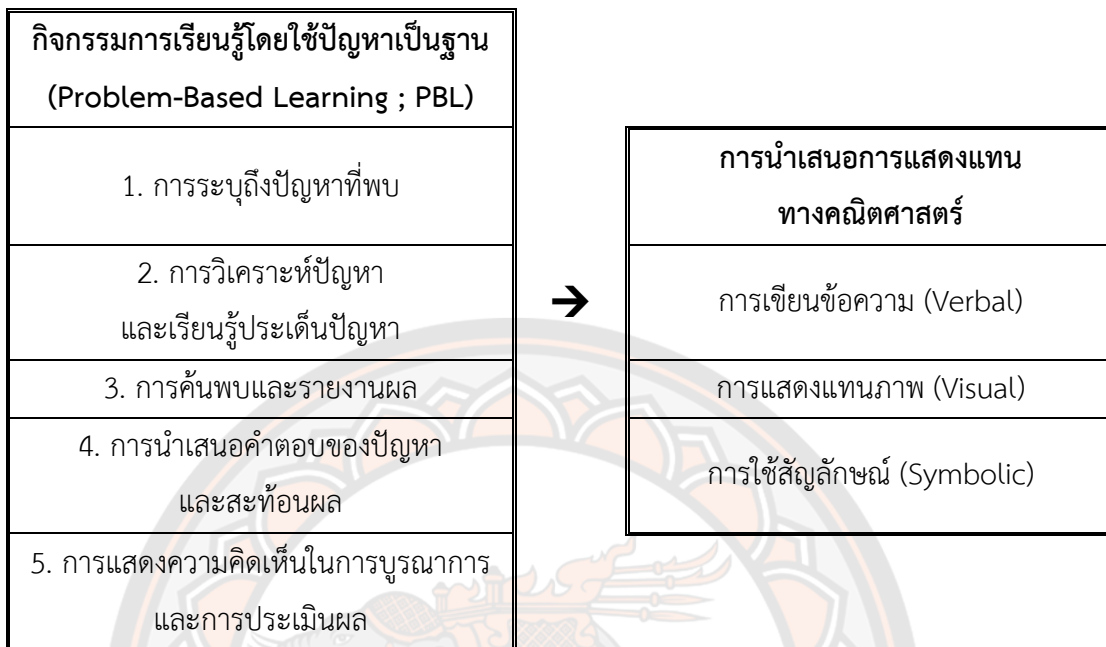 กิจกรรมการเรียนรู้โดยใช้ปัญหาเป็นฐาน
(Problem-Based Learning ; PBL)
1. การระบุถึงปัญหาที่พบ
2. การวิเคราะห์ปัญหา
และเรียนรู้ประเด็นปัญหา
3. การค้นพบและรายงานผล
4. การนำเสนอคำตอบของปัญหา
และสะท้อนผล
5. การแสดงความคิดเห็นในการบูรณาการ
และการประเมินผล
➔
การนำเสนอการแสดงแทน
ทางคณิตศาสตร์
การเขียนข้อความ (Verbal)
การแสดงแทนภาพ (Visual)
การใช้สัญลักษณ์ (Symbolic)